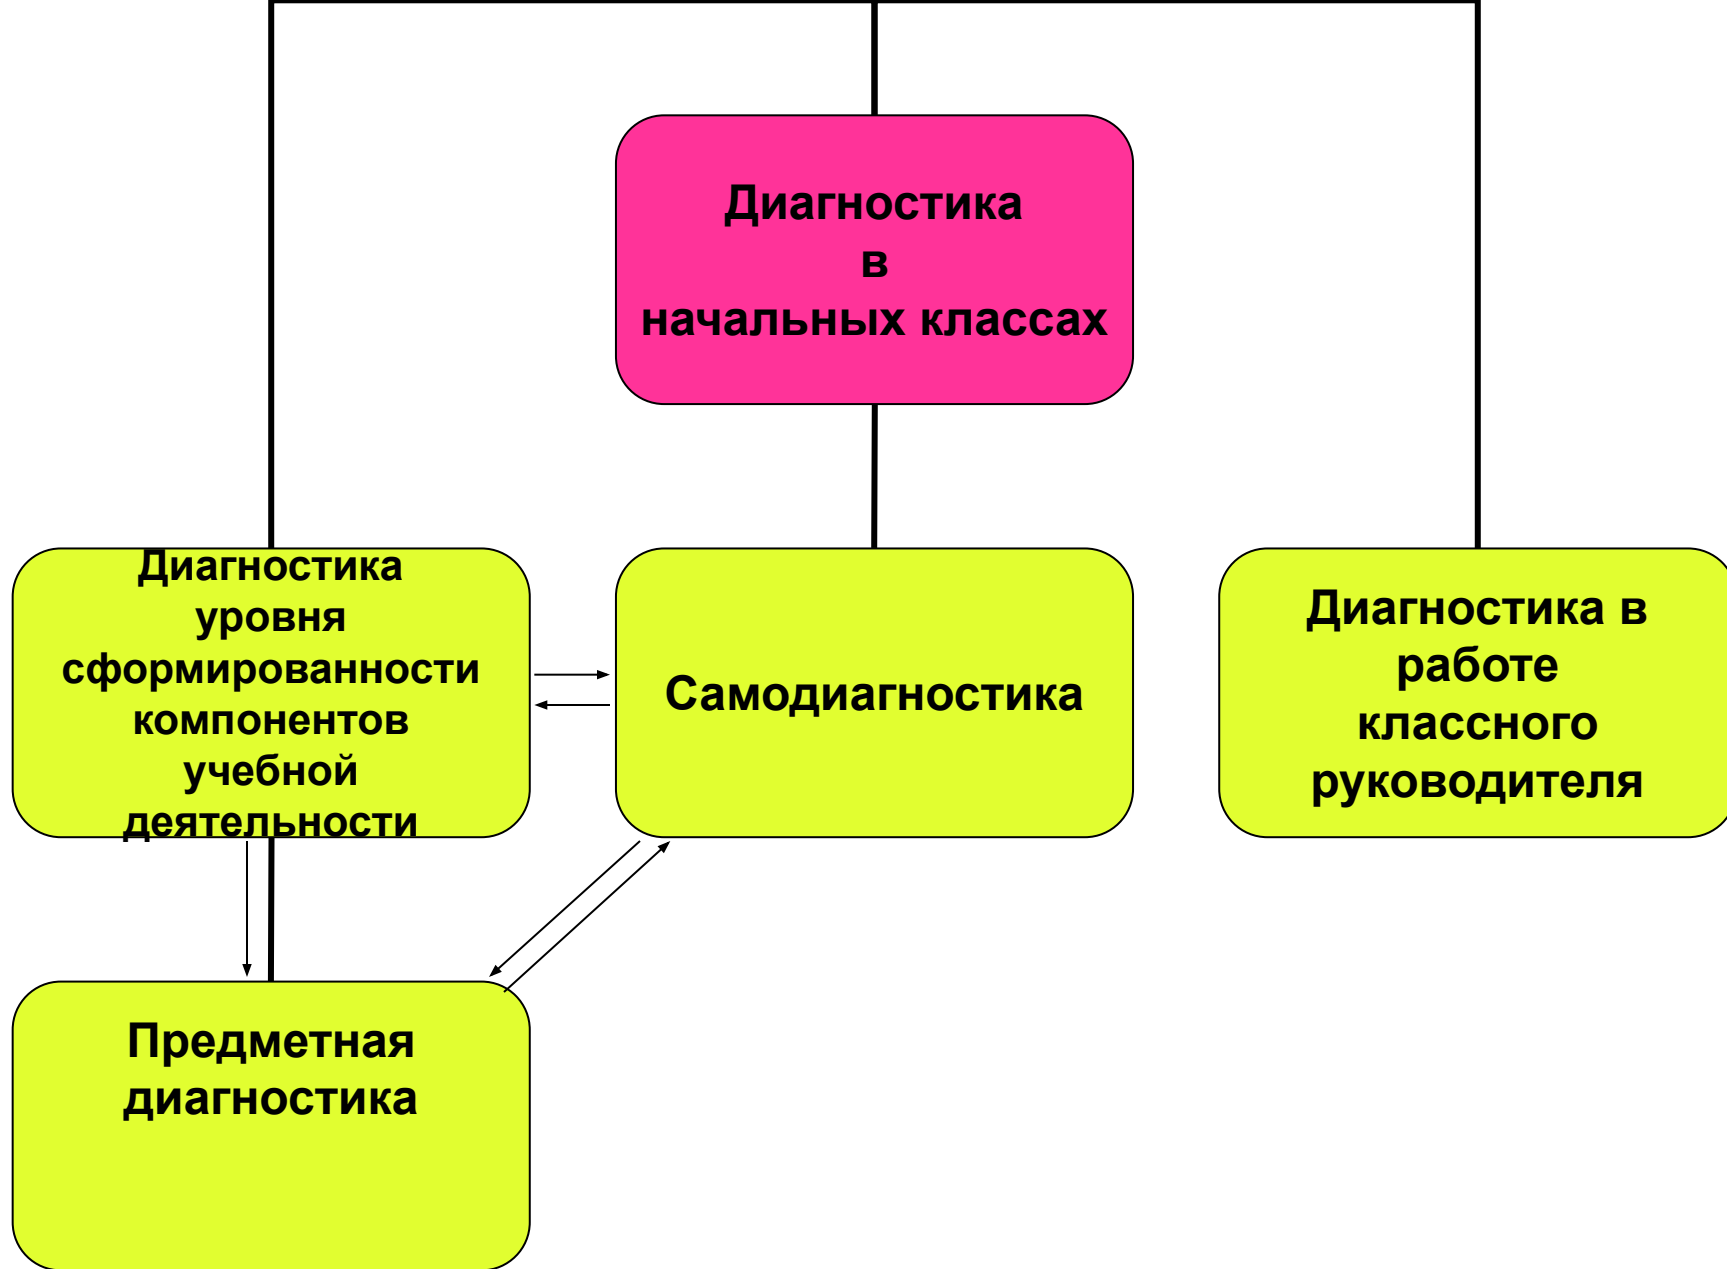 Диагностика
в
начальных классах
Диагностика
уровня
сформированности
компонентов
учебной
деятельности
Самодиагностика
Диагностика в
работе
классного
руководителя
Предметная
диагностика